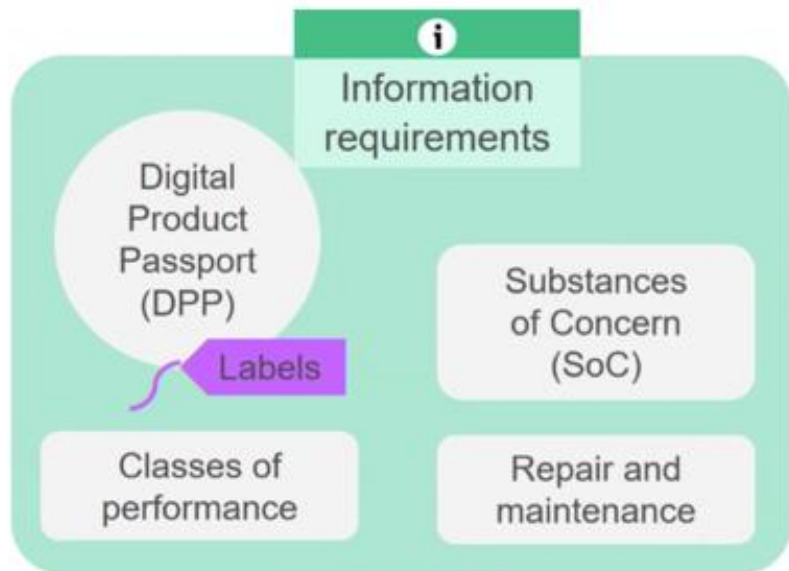 i
Information
requirements
Digital
Product
Passport
(DPP)
Labels
Substances
of Concern
(SoC)
Classes of
performance
Repair and
maintenance